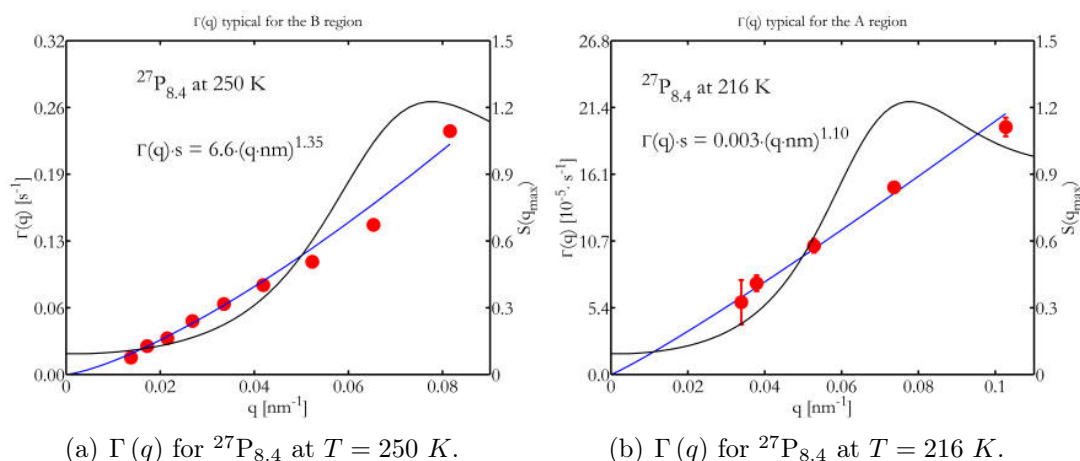 Γ(q) typical for the B region
0.32
0.26
0.19
0.13
0.06
0.00
Γ(q) [s⁻¹]
²⁷P₈.₄ at 250 K
Γ(q)·s = 6.6·(q·nm)¹·³⁵
1.5
1.2
0.9
0.6
0.3
0
S(qₘₐₓ)
0 0.02 0.04 0.06 0.08
q [nm⁻¹]
(a) Γ(q) for ²⁷P₈.₄ at T = 250 K.
Γ(q) typical for the A region
26.8
21.4
16.1
10.7
5.4
0.0
Γ(q) [10⁻⁵· s⁻¹]
²⁷P₈.₄ at 216 K
Γ(q)·s = 0.003·(q·nm)¹·¹⁰
1.5
1.2
0.9
0.6
0.3
0
S(qₘₐₓ)
0 0.02 0.04 0.06 0.08 0.1
q [nm⁻¹]
(b) Γ(q) for ²⁷P₈.₄ at T = 216 K.